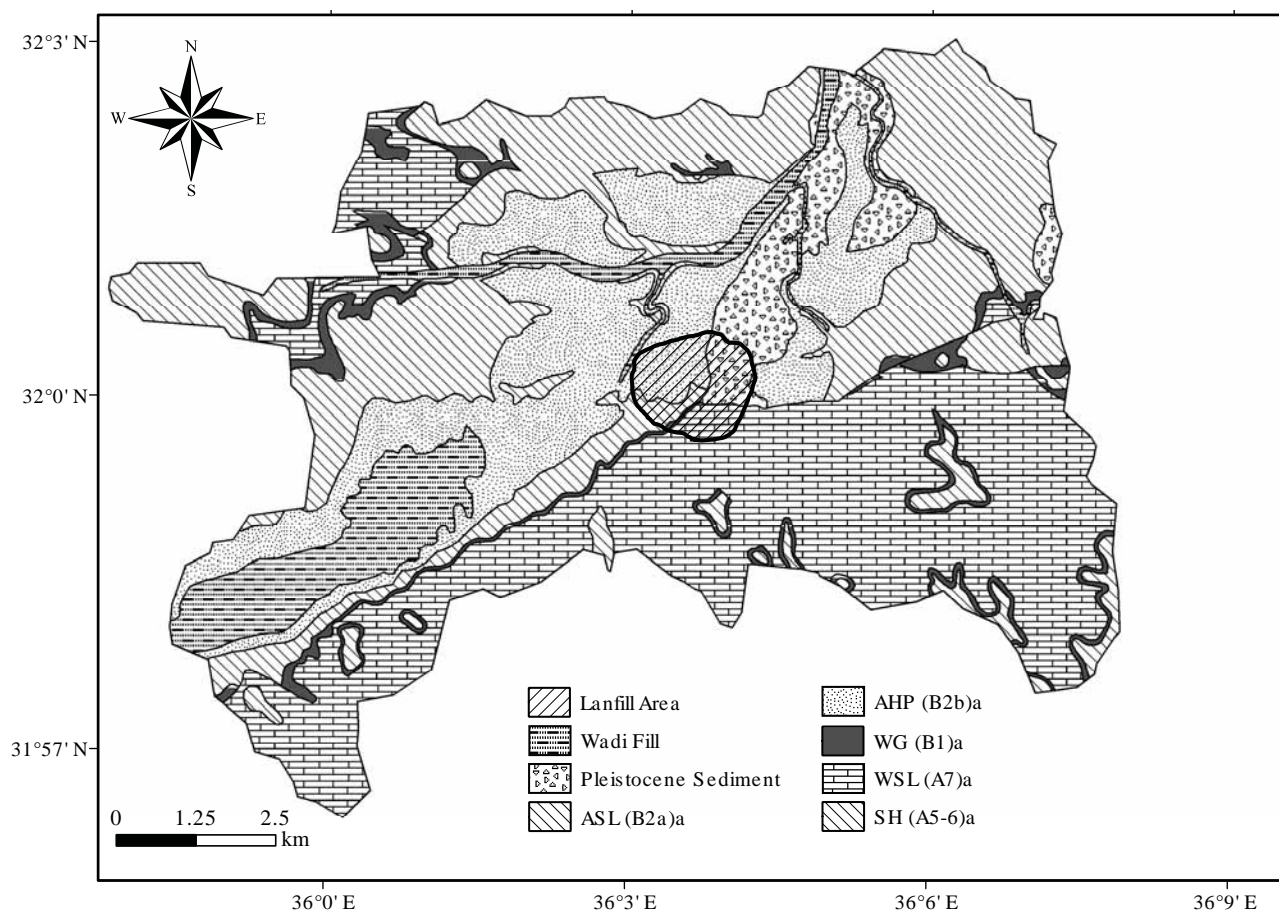 32°3' N
N
W E
S
32°0' N
31°57' N
Lanfill Area
Wadi Fill
Pleistocene Sediment
ASL (B2a)a
AHP (B2b)a
WG (B1)a
WSL (A7)a
SH (A5-6)a
0 1.25 2.5
km
36°0' E 36°3' E 36°6' E 36°9' E